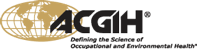 ACGIH®
Defining the Science of
Occupational and Environmental Health®